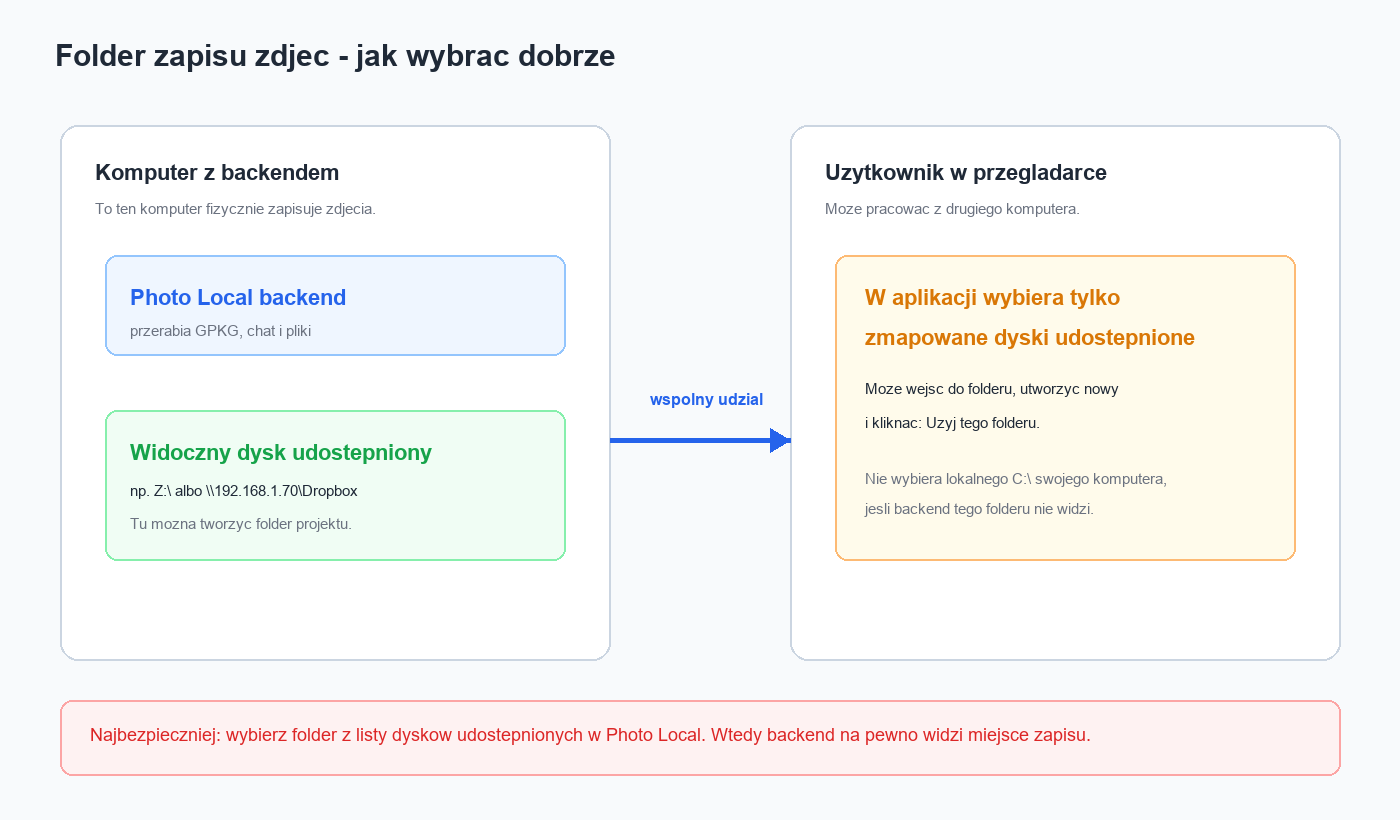 Folder zapisu zdjec - jak wybrac dobrze
Komputer z backendem
To ten komputer fizycznie zapisuje zdjecia.
Photo Local backend
przerabia GPKG, chat i pliki
Widoczny dysk udostepniony
np. Z:\ albo \\192.168.1.70\Dropbox
Tu mozna tworzyc folder projektu.
wspolny udzial
Uzytkownik w przegladarce
Moze pracowac z drugiego komputera.
W aplikacji wybiera tylko
zmapowane dyski udostepnione
Moze wejsc do folderu, utworzyc nowy
i kliknac: Uzyj tego folderu.
Nie wybiera lokalnego C:\ swojego komputera,
jesli backend tego folderu nie widzi.
Najbezpieczniej: wybierz folder z listy dyskow udostepnionych w Photo Local. Wtedy backend na pewno widzi miejsce zapisu.